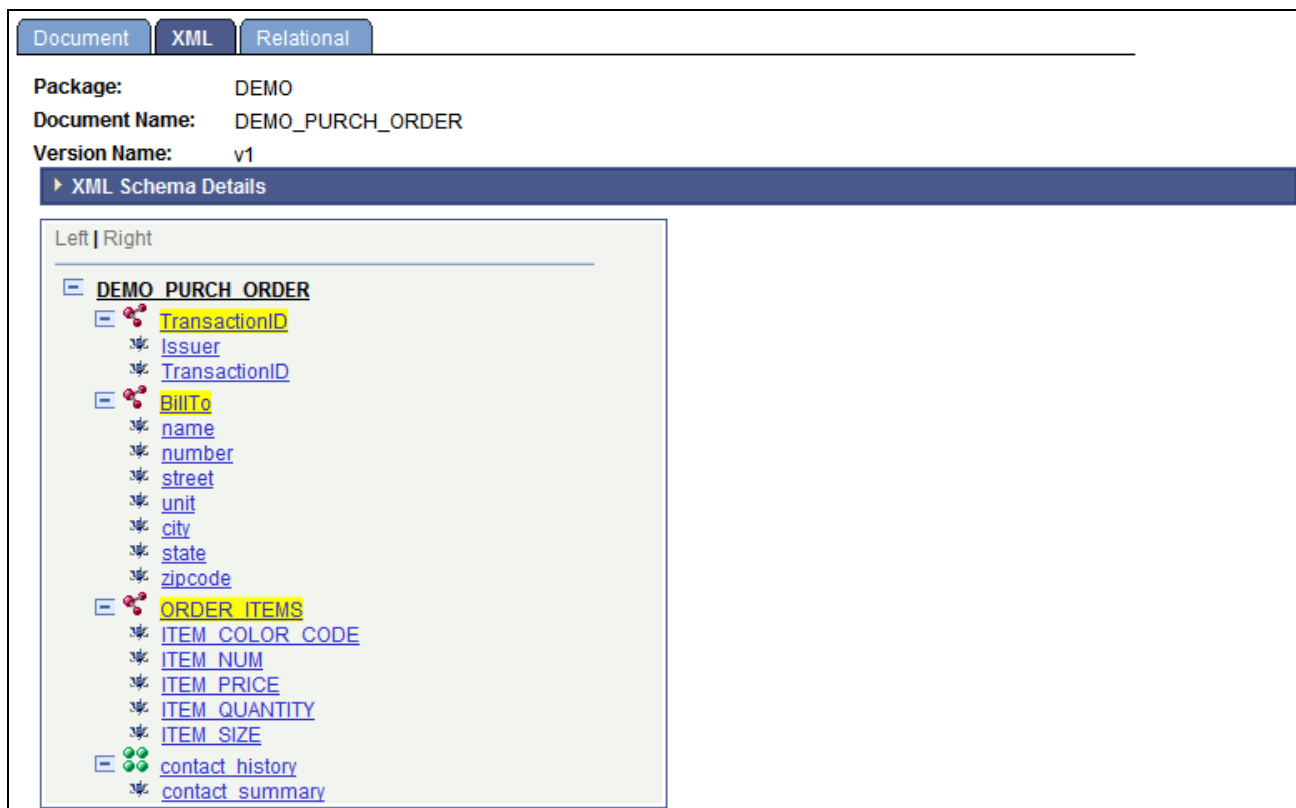 Document XML Relational
Package: DEMO
Document Name: DEMO_PURCH_ORDER
Version Name: v1
XML Schema Details
Left | Right
DEMO_PURCH_ORDER
TransactionID
Issuer
TransactionID
BillTo
name
number
street
unit
city
state
zipcode
ORDER_ITEMS
ITEM_COLOR_CODE
ITEM_NUM
ITEM_PRICE
ITEM_QUANTITY
ITEM_SIZE
contact_history
contact_summary